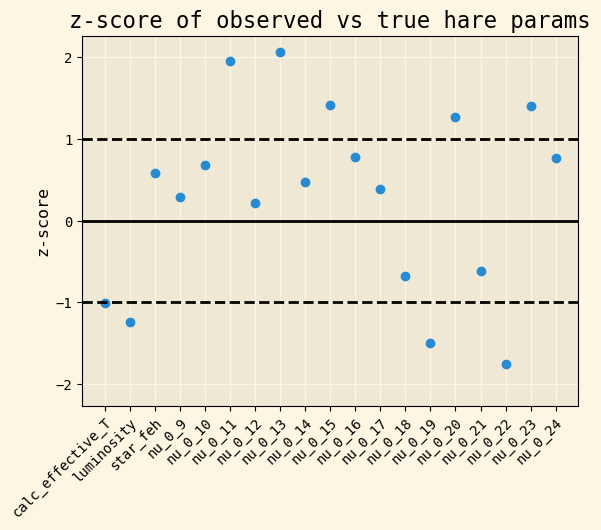 z-score of observed vs true hare params
z-score
2
1
0
−1
−2
calc_effective_T
luminosity
star_feh
nu_0_9
nu_0_10
nu_0_11
nu_0_12
nu_0_13
nu_0_14
nu_0_15
nu_0_16
nu_0_17
nu_0_18
nu_0_19
nu_0_20
nu_0_21
nu_0_22
nu_0_23
nu_0_24